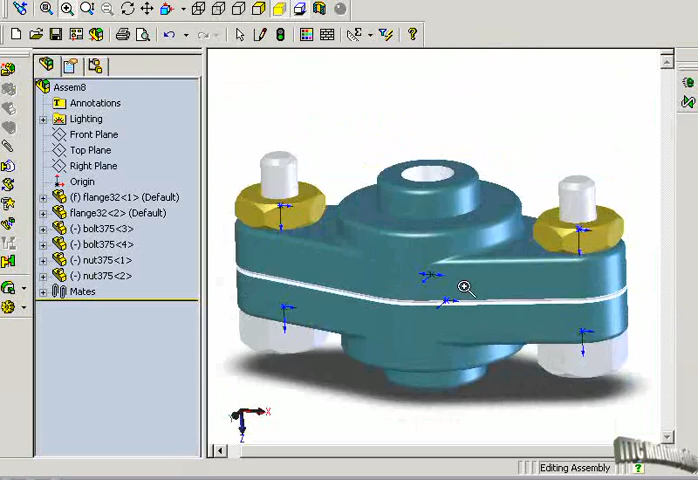 Assem8
Annotations
Lighting
Front Plane
Top Plane
Right Plane
Origin
(f) flange32<1> (Default)
flange32<2> (Default)
(-) bolt375<3>
(-) bolt375<4>
(-) nut375<1>
(-) nut375<2>
Mates
X
Z
Editing Assembly